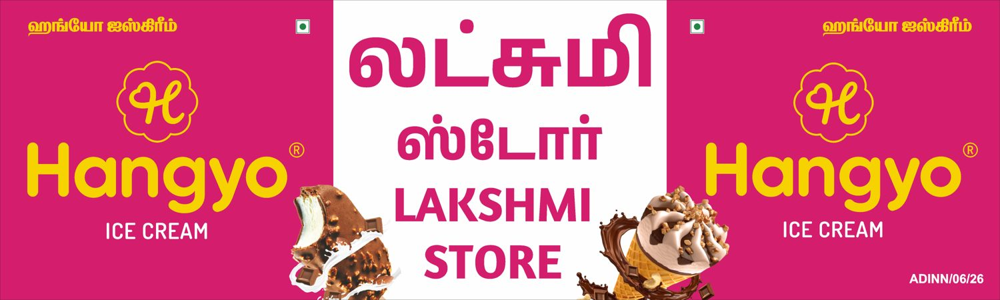 ஹங்யோ ஐஸ்கிரீம்
H
Hangyo®
ICE CREAM
லட்சுமி
ஸ்டோர்
LAKSHMI
STORE
ஹங்யோ ஐஸ்கிரீம்
H
Hangyo®
ICE CREAM
ADINN/06/26